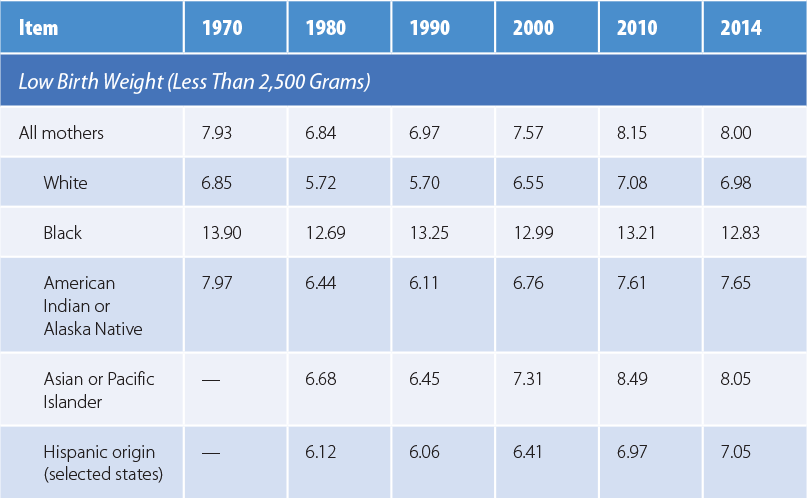 Item 1970 1980 1990 2000 2010 2014
Low Birth Weight (Less Than 2,500 Grams)
All mothers 7.93 6.84 6.97 7.57 8.15 8.00
White 6.85 5.72 5.70 6.55 7.08 6.98
Black 13.90 12.69 13.25 12.99 13.21 12.83
American 7.97 6.44 6.11 6.76 7.61 7.65
Indian or
Alaska Native
Asian or Pacific — 6.68 6.45 7.31 8.49 8.05
Islander
Hispanic origin — 6.12 6.06 6.41 6.97 7.05
(selected states)